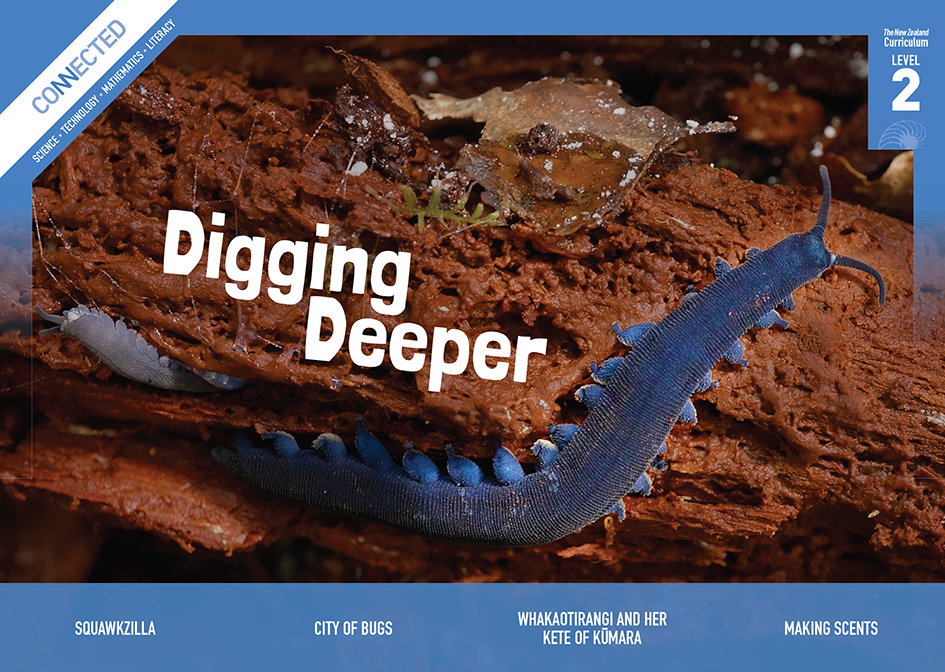 CONNECTED
SCIENCE • TECHNOLOGY • MATHEMATICS • LITERACY
The New Zealand
Curriculum
LEVEL
2
Digging
Deeper
SQUAWKZILLA
CITY OF BUGS
WHAKAOTIRANGI AND HER
KETE OF KŪMARA
MAKING SCENTS